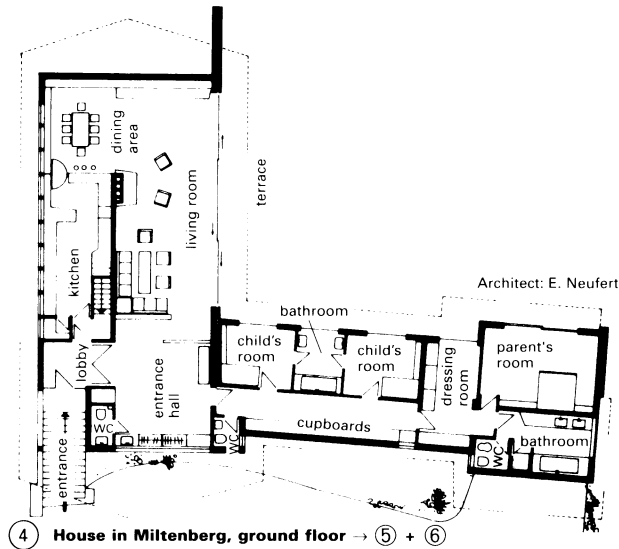 dining
area
living room
terrace
kitchen
Architect: E. Neufert
bathroom
child's
room
child's
room
dressing
room
parent's
room
lobby
entrance
hall
WC
WC
cupboards
entrance
bathroom
WC
4 House in Miltenberg, ground floor → 5 + 6